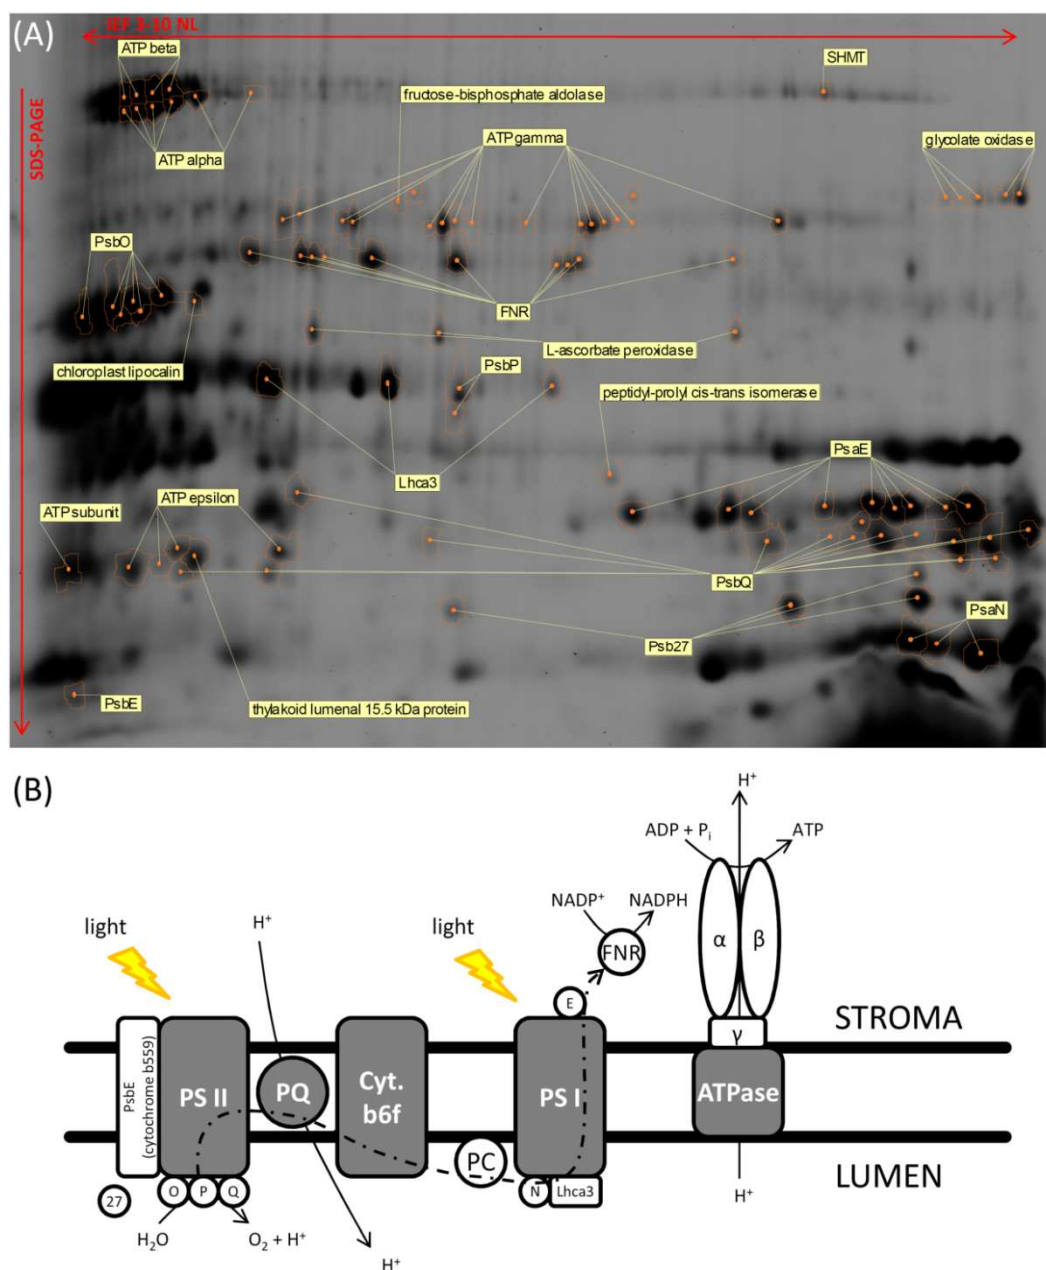 (A)
IEF 3-10 NL
SDS-PAGE
ATP beta
SHMT
fructose-bisphosphate aldolase
ATP gamma
glycolate oxidase
ATP alpha
PsbO
FNR
L-ascorbate peroxidase
chloroplast lipocalin
PsbP
peptidyl-prolyl cis-trans isomerase
PsaE
Lhca3
ATP epsilon
ATP subunit
PsbQ
PsaN
Psb27
PsbE
thylakoid lumenal 15.5 kDa protein
(B)
H+
ADP + Pi
ATP
NADP+
NADPH
light
H+
light
FNR
α
β
E
STROMA
γ
PsbE
(cytochrome b559)
PS II
PQ
Cyt.
b6f
PS I
ATPase
PC
LUMEN
27
O
P
Q
N
Lhca3
H2O
O2 + H+
H+
H+